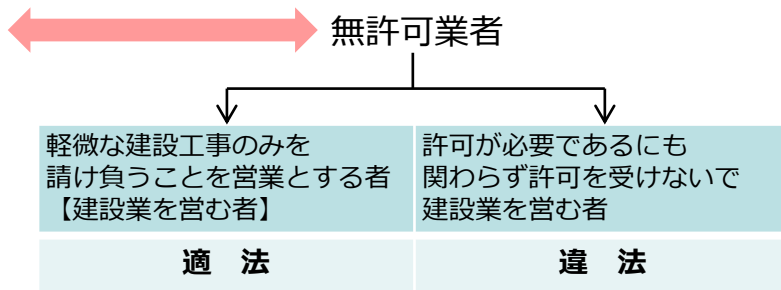 無許可業者
軽微な建設工事のみを
請け負うことを営業とする者
【建設業を営む者】
許可が必要であるにも
関わらず許可を受けないで
建設業を営む者
適　法
違　法